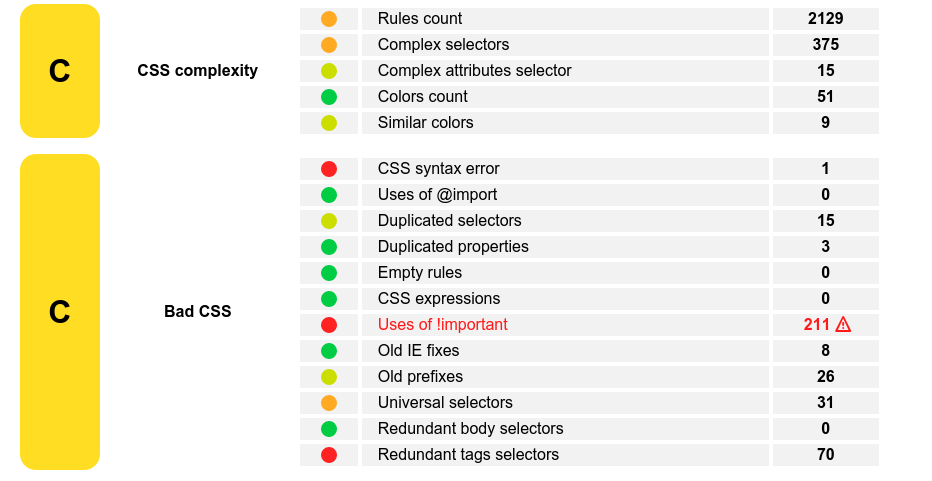 C
CSS complexity
Rules count 2129
Complex selectors 375
Complex attributes selector 15
Colors count 51
Similar colors 9
C
Bad CSS
CSS syntax error 1
Uses of @import 0
Duplicated selectors 15
Duplicated properties 3
Empty rules 0
CSS expressions 0
Uses of !important 211
Old IE fixes 8
Old prefixes 26
Universal selectors 31
Redundant body selectors 0
Redundant tags selectors 70